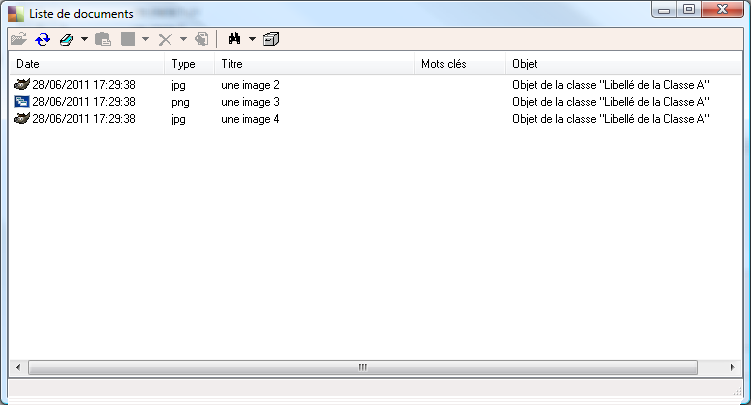 Liste de documents
Date Type Titre Mots clés Objet
28/06/2011 17:29:38 jpg une image 2 Objet de la classe "Libellé de la Classe A"
28/06/2011 17:29:38 png une image 3 Objet de la classe "Libellé de la Classe A"
28/06/2011 17:29:38 jpg une image 4 Objet de la classe "Libellé de la Classe A"